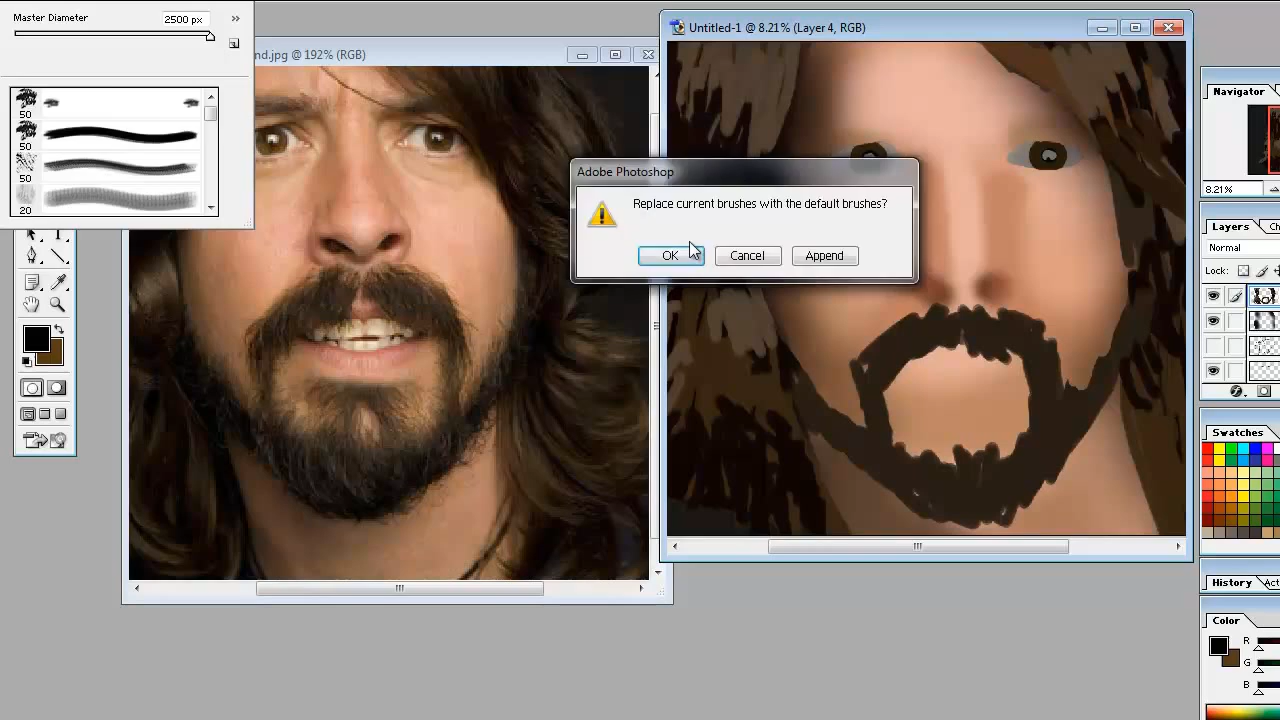 Master Diameter
2500 px
»
50
50
50
20
nd.jpg @ 192% (RGB)
Untitled-1 @ 8.21% (Layer 4, RGB)
Adobe Photoshop
Replace current brushes with the default brushes?
OK
Cancel
Append
Navigator
8.21%
Layers
Normal
Lock:
Swatches
History
Act
Color
R
G
B